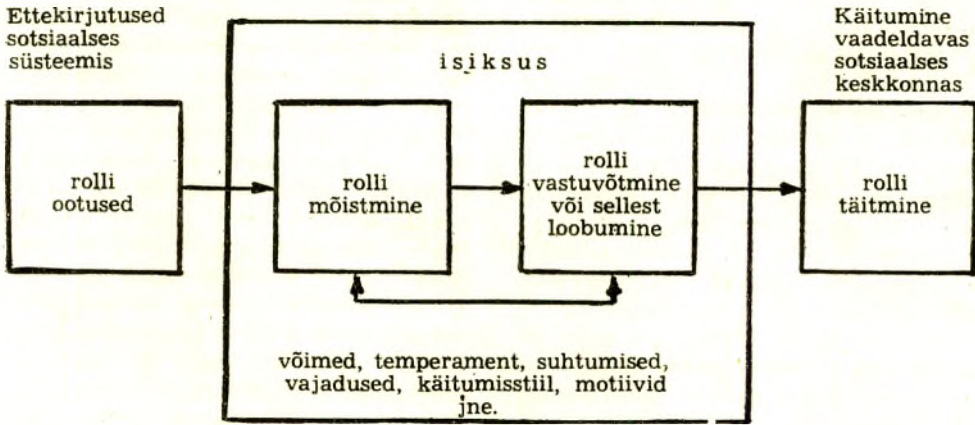 Ettekirjutused
sotsiaalses
süsteemis
isiksus
Käitumine
vaadeldavas
sotsiaalses
keskkonnas
rolli
ootused
rolli
mõistmine
rolli
vastuvõtmine
või sellest
loobumine
rolli
täitmine
võimed, temperament, suhtumised,
vajadused, käitumisstiil, motiivid
jne.